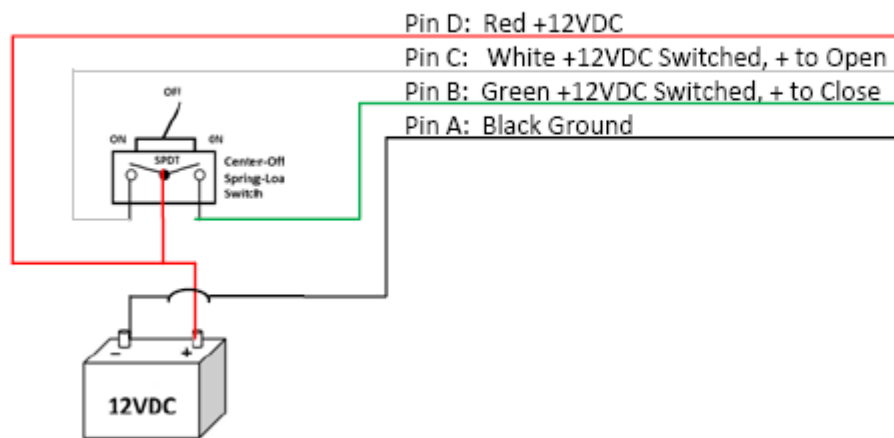 Pin D: Red +12VDC
Pin C: White +12VDC Switched, + to Open
Pin B: Green +12VDC Switched, + to Close
Pin A: Black Ground
OFF
ON ON
SPDT
Center-Off
Spring-Loa
Switch
- +
12VDC